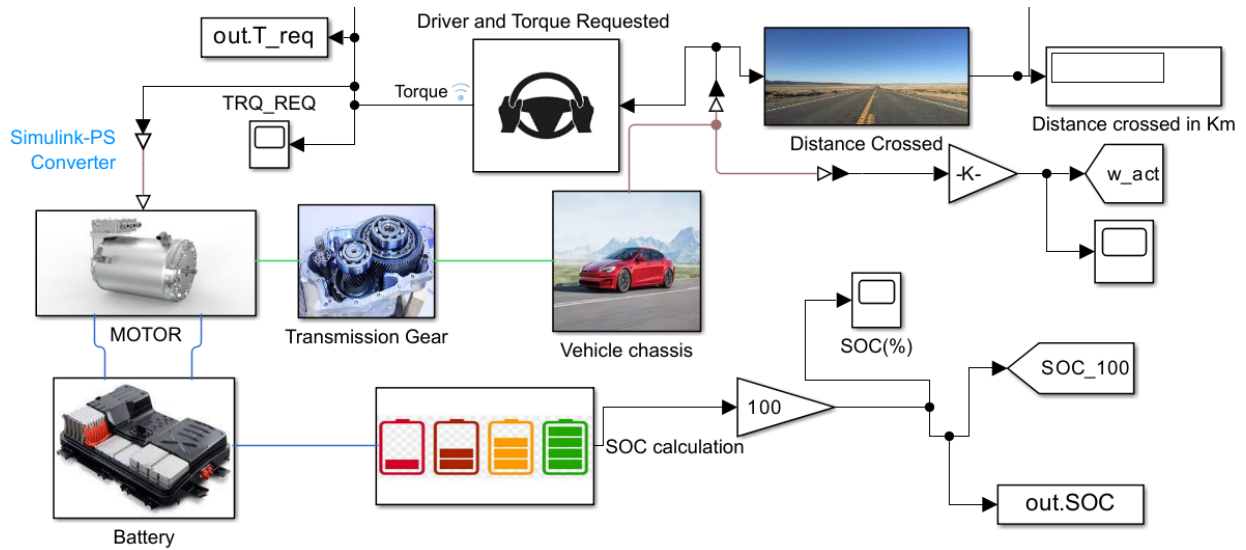 out.T_req
Driver and Torque Requested
Torque
TRQ_REQ
Simulink-PS
Converter
Distance Crossed
Distance crossed in Km
-K-
w_act
MOTOR
Transmission Gear
Vehicle chassis
SOC(%)
SOC_100
100
SOC calculation
out.SOC
Battery